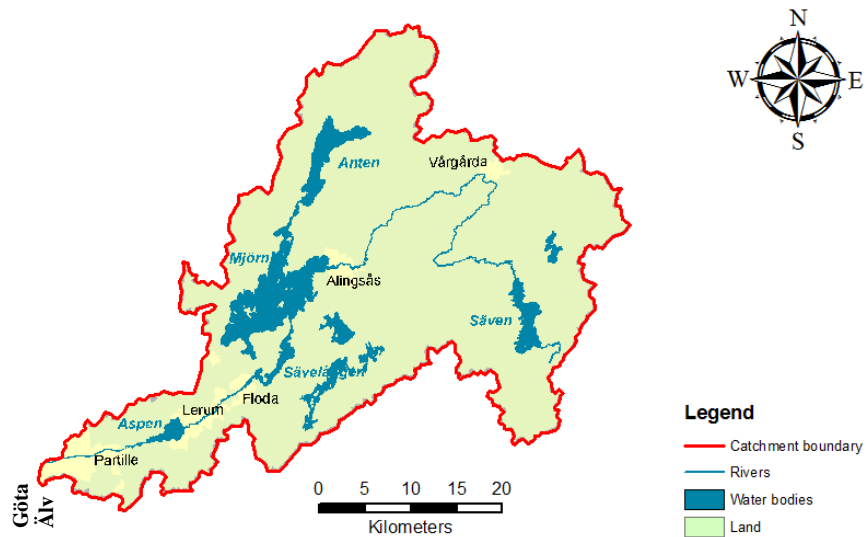 N
W E
S
Vårgårda
Anten
Mjörn
Alingsås
Säven
Sävelången
Floda
Lerum
Aspen
Partille
Göta
Älv
0 5 10 15 20
Kilometers
Legend
Catchment boundary
Rivers
Water bodies
Land